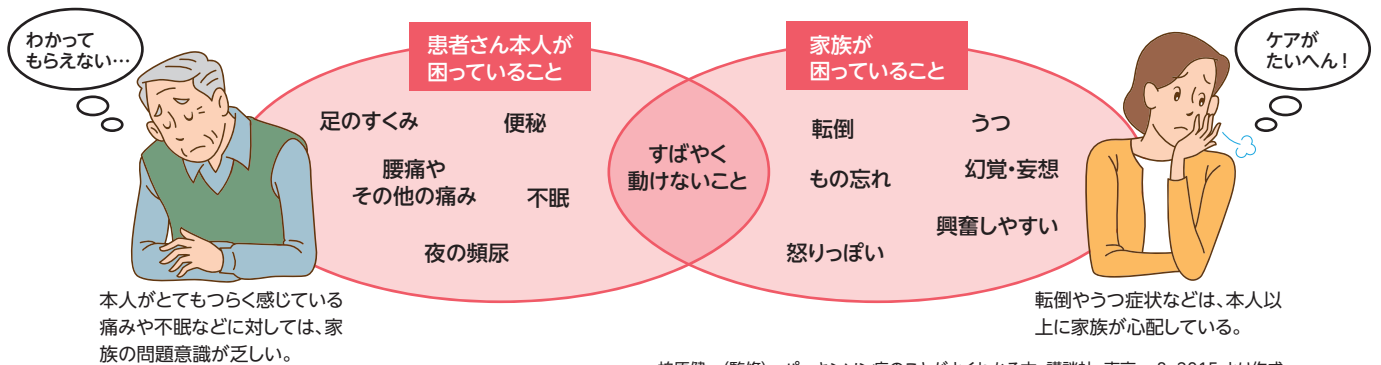 わかって
もらえない…
患者さん本人が
困っていること
家族が
困っていること
ケアが
たいへん!
足のすくみ
便秘
腰痛や
その他の痛み
不眠
夜の頻尿
すばやく
動けないこと
転倒
うつ
もの忘れ
幻覚・妄想
興奮しやすい
怒りっぽい
本人がとてもつらく感じている
痛みや不眠などに対しては、家
族の問題意識が乏しい。
転倒やうつ症状などは、本人以
上に家族が心配している。